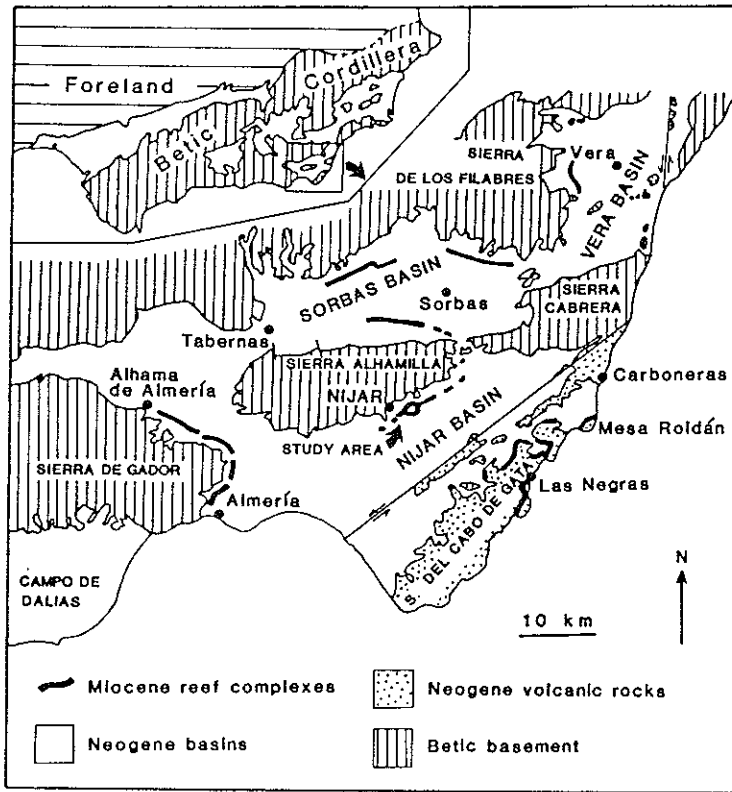 Foreland
Betic
Cordillera
SIERRA
DE LOS FILABRES
Vera
VERA BASIN
SORBAS BASIN
Sorbas
SIERRA
CABRERA
Tabernas
SIERRA ALHAMILLA
Alhama
de Almería
NIJAR
Carboneras
STUDY AREA
NIJAR BASIN
Mesa Roldán
SIERRA DE GADOR
Las Negras
Almería
S. DEL CABO DE GATA
CAMPO DE
DALIAS
N
10 km
Miocene reef complexes
Neogene volcanic rocks
Neogene basins
Betic basement